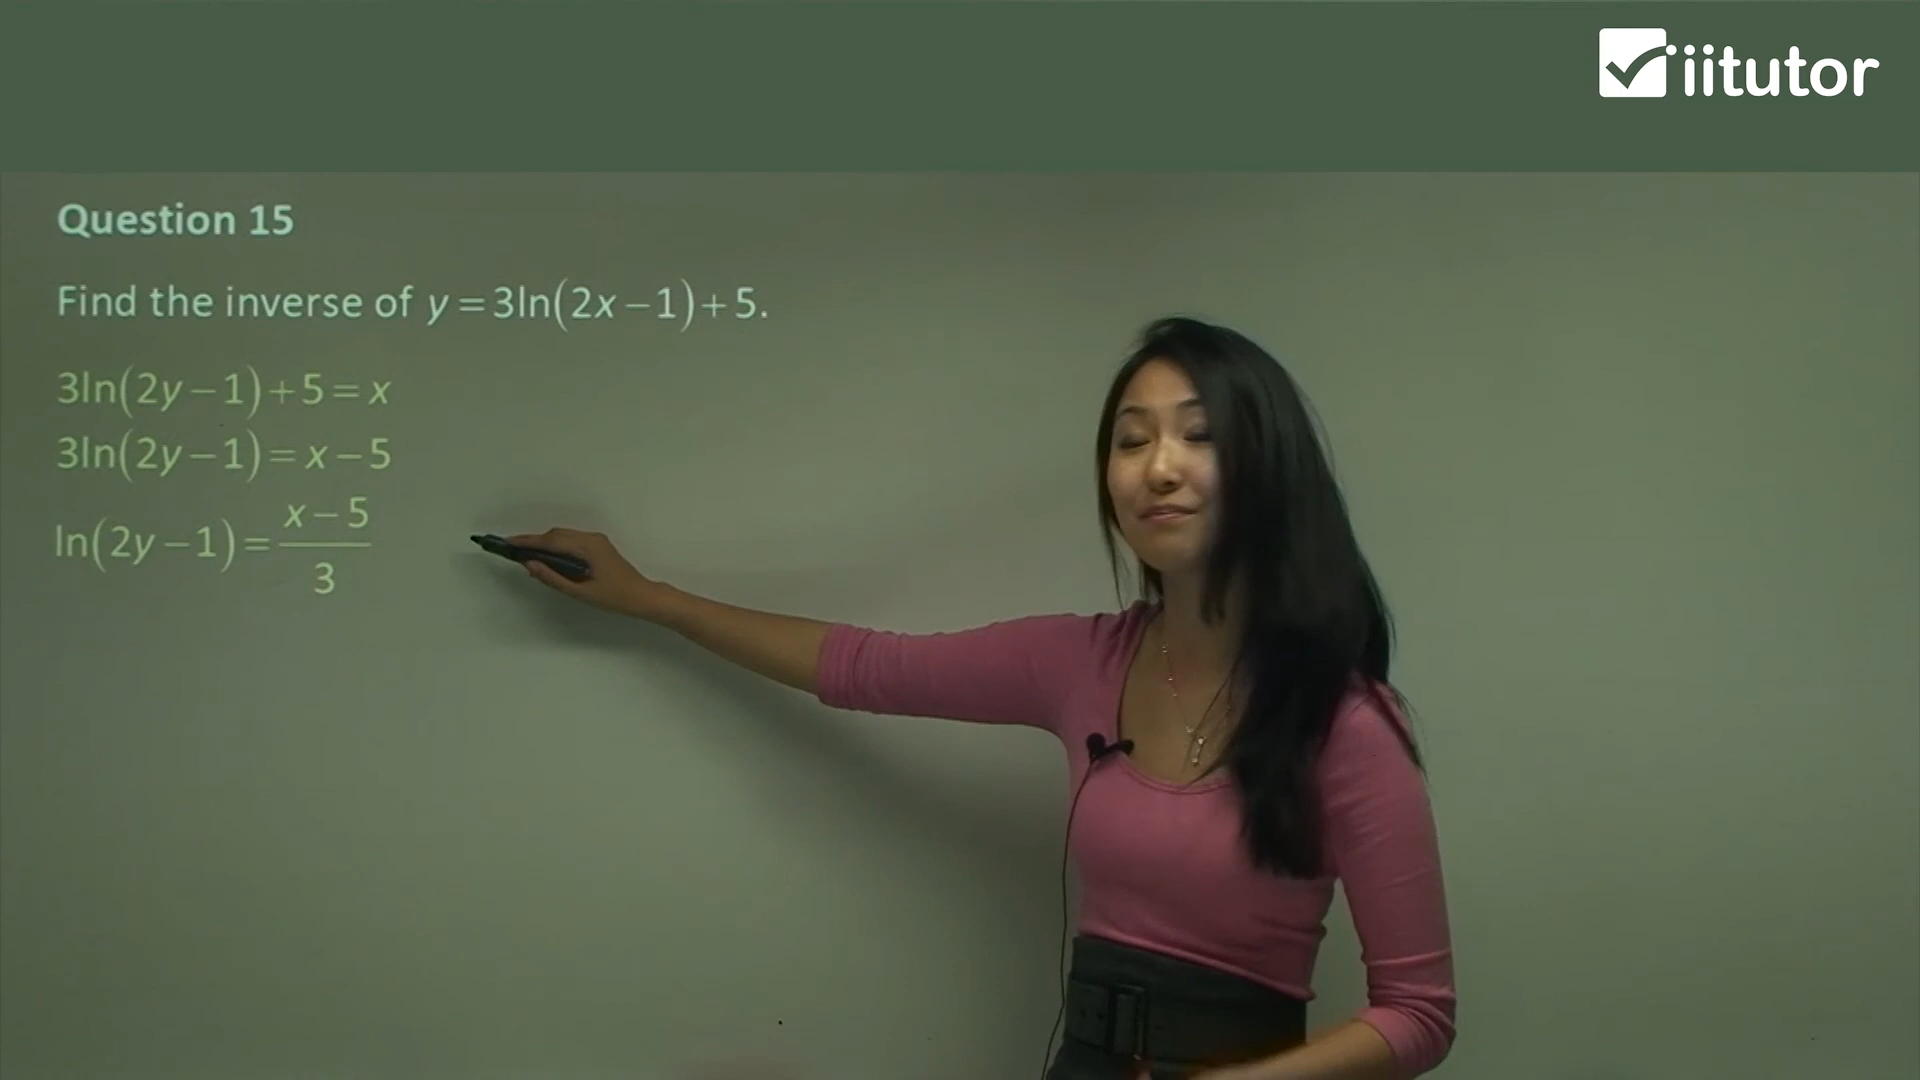 iitutor
Question 15
Find the inverse of y=3ln(2x−1)+5.
3ln(2y−1)+5=x
3ln(2y−1)=x−5
ln(2y−1)=\frac{x−5}{3}